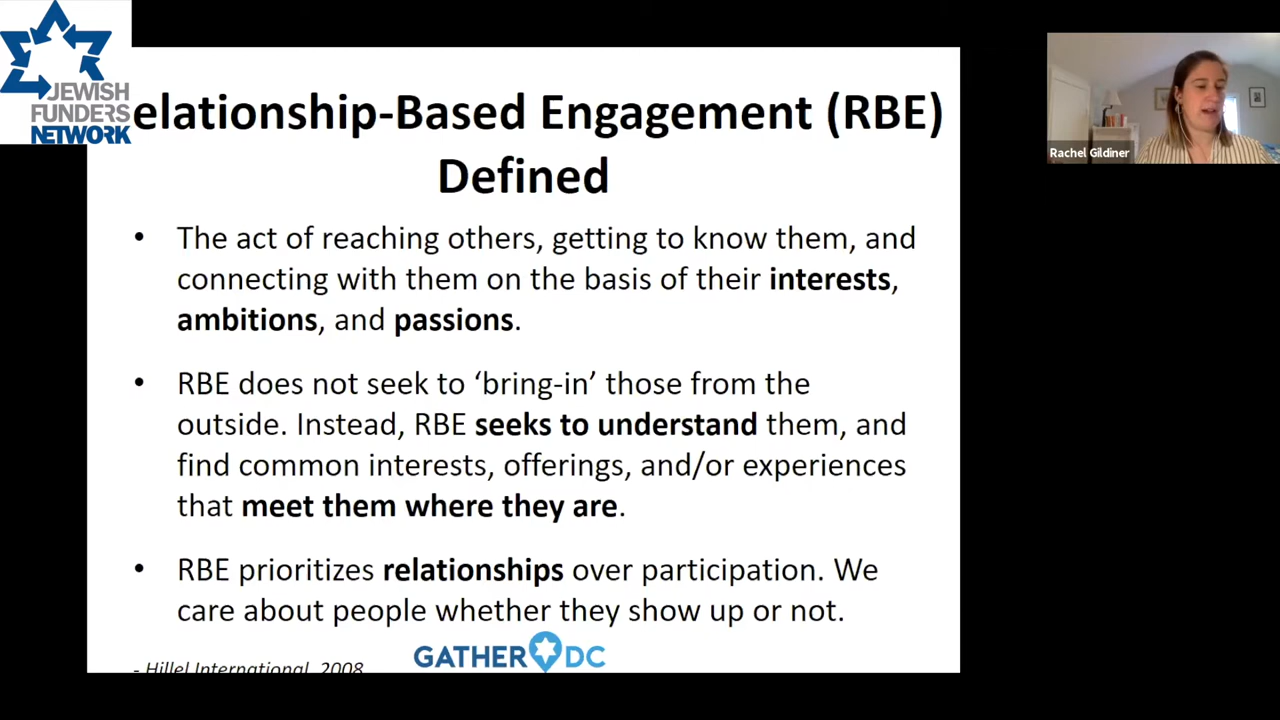 JEWISH
FUNDERS
NETWORK
elationship-Based Engagement (RBE)
Defined
• The act of reaching others, getting to know them, and
connecting with them on the basis of their interests,
ambitions, and passions.
• RBE does not seek to ‘bring-in’ those from the
outside. Instead, RBE seeks to understand them, and
find common interests, offerings, and/or experiences
that meet them where they are.
• RBE prioritizes relationships over participation. We
care about people whether they show up or not.
- Hillel International, 2008
GATHER DC
Rachel Gildiner